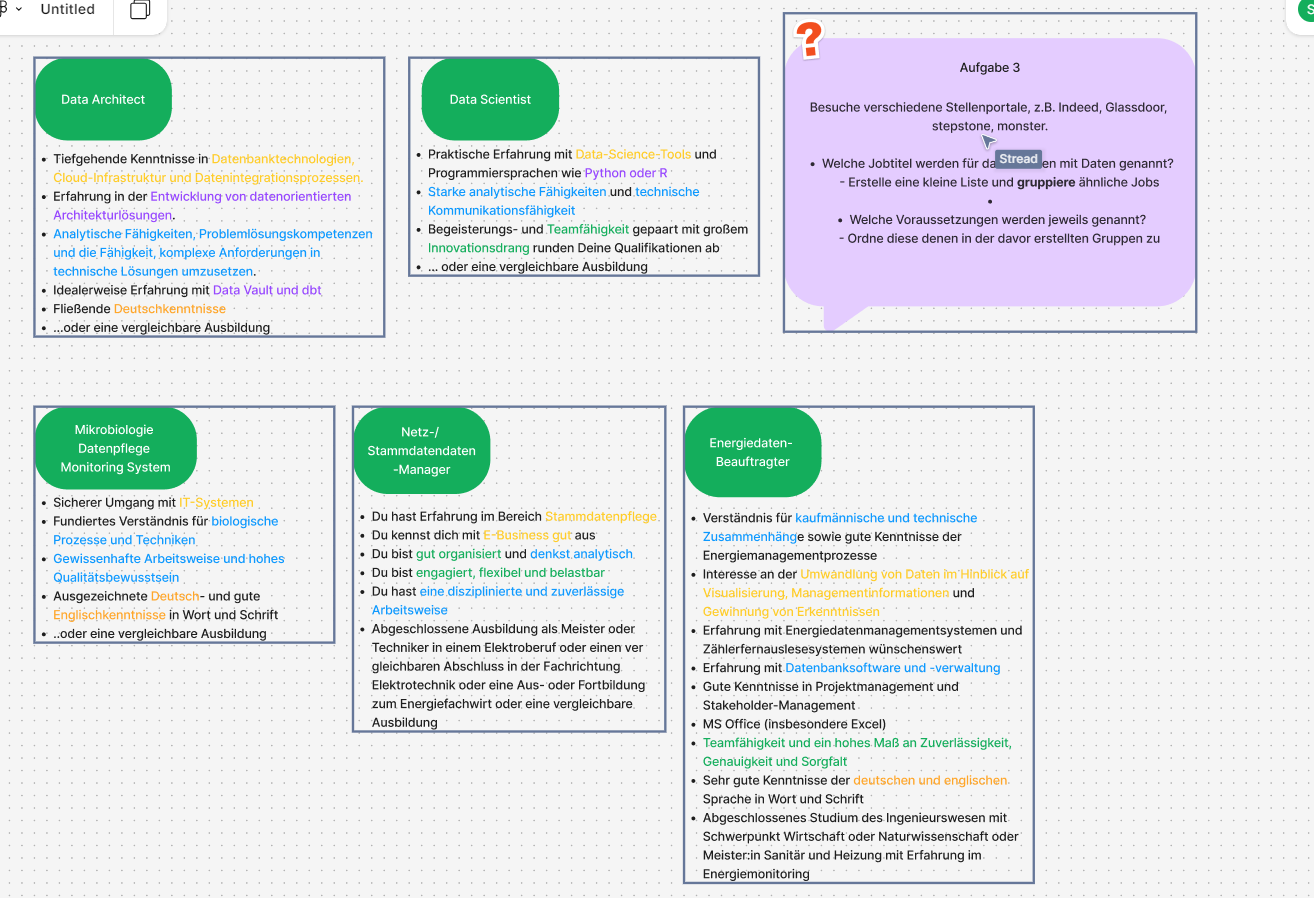 Untitled
S
Data Architect
Tiefgehende Kenntnisse in Datenbanktechnologien,
Cloud-Infrastruktur und Datenintegrationsprozessen.
Erfahrung in der Entwicklung von datenorientierten
Architekturlösungen.
Analytische Fähigkeiten, Problemlösungskompetenzen
und die Fähigkeit, komplexe Anforderungen in
technische Lösungen umzusetzen.
Idealerweise Erfahrung mit Data Vault und dbt
Fließende Deutschkenntnisse
...oder eine vergleichbare Ausbildung
Data Scientist
Praktische Erfahrung mit Data-Science-Tools und
Programmiersprachen wie Python oder R
Starke analytische Fähigkeiten und technische
Kommunikationsfähigkeit
Begeisterungs- und Teamfähigkeit gepaart mit großem
Innovationsdrang runden Deine Qualifikationen ab
... oder eine vergleichbare Ausbildung
?
Aufgabe 3
Besuche verschiedene Stellenportale, z.B. Indeed, Glassdoor,
stepstone, monster.
Stread
Welche Jobtitel werden für da en mit Daten genannt?
- Erstelle eine kleine Liste und gruppiere ähnliche Jobs
Welche Voraussetzungen werden jeweils genannt?
- Ordne diese denen in der davor erstellten Gruppen zu
Mikrobiologie
Datenpflege
Monitoring System
Sicherer Umgang mit IT-Systemen
Fundiertes Verständnis für biologische
Prozesse und Techniken
Gewissenhafte Arbeitsweise und hohes
Qualitätsbewusstsein
Ausgezeichnete Deutsch- und gute
Englischkenntnisse in Wort und Schrift
..oder eine vergleichbare Ausbildung
Netz-/
Stammdatendaten
-Manager
Du hast Erfahrung im Bereich Stammdatenpflege
Du kennst dich mit E-Business gut aus
Du bist gut organisiert und denkst analytisch
Du bist engagiert, flexibel und belastbar
Du hast eine disziplinierte und zuverlässige
Arbeitsweise
Abgeschlossene Ausbildung als Meister oder
Techniker in einem Elektroberuf oder einen ver
gleichbaren Abschluss in der Fachrichtung
Elektrotechnik oder eine Aus- oder Fortbildung
zum Energiefachwirt oder eine vergleichbare
Ausbildung
Energiedaten-
Beauftragter
Verständnis für kaufmännische und technische
Zusammenhänge sowie gute Kenntnisse der
Energiemanagementprozesse
Interesse an der Umwandlung von Daten im Hinblick auf
Visualisierung, Managementinformationen und
Gewinnung von Erkenntnissen
Erfahrung mit Energiedatenmanagementsystemen und
Zählerfernauslesesystemen wünschenswert
Erfahrung mit Datenbanksoftware und -verwaltung
Gute Kenntnisse in Projektmanagement und
Stakeholder-Management
MS Office (insbesondere Excel)
Teamfähigkeit und ein hohes Maß an Zuverlässigkeit,
Genauigkeit und Sorgfalt
Sehr gute Kenntnisse der deutschen und englischen
Sprache in Wort und Schrift
Abgeschlossenes Studium des Ingenieurswesen mit
Schwerpunkt Wirtschaft oder Naturwissenschaft oder
Meister:in Sanitär und Heizung mit Erfahrung im
Energiemonitoring